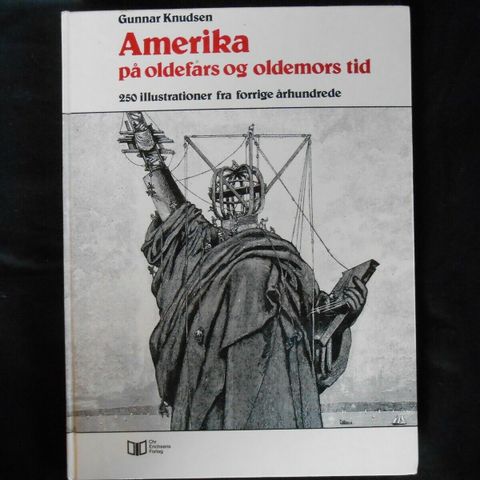 Gunnar Knudsen
Amerika
på oldefars og oldemors tid
250 illustrationer fra forrige århundrede
Chr.
Erichsens
Forlag